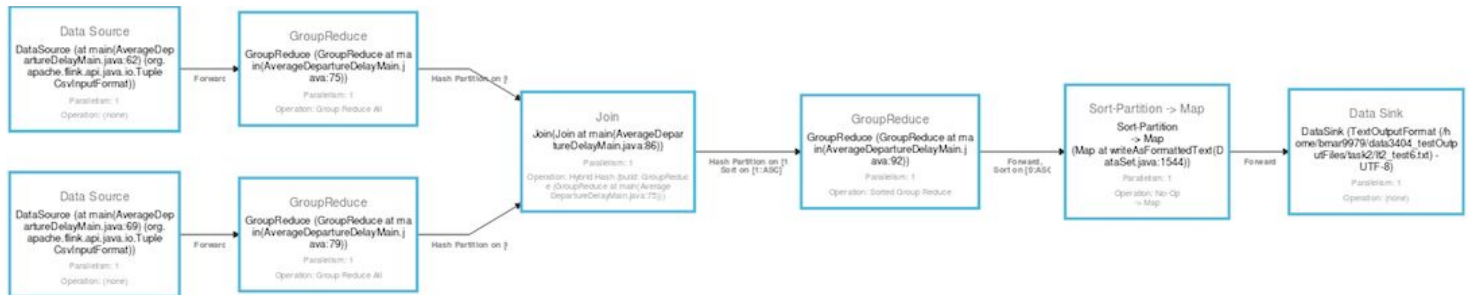 Data Source
DataSource (at main(AverageDep
artureDelayMain.java:62) (org.
apache.flink.api.java.io.Tuple
CsvInputFormat))
Parallelism: 1
Operation: (none)
Forward
GroupReduce
GroupReduce (GroupReduce at ma
in(AverageDepartureDelayMain.j
ava:75))
Parallelism: 1
Operation: Group Reduce All
Hash Partition on [
Data Source
DataSource (at main(AverageDep
artureDelayMain.java:69) (org.
apache.flink.api.java.io.Tuple
CsvInputFormat))
Parallelism: 1
Operation: (none)
Forward
GroupReduce
GroupReduce (GroupReduce at ma
in(AverageDepartureDelayMain.j
ava:79))
Parallelism: 1
Operation: Group Reduce All
Hash Partition on [
Join
Join(Join at main(AverageDepar
tureDelayMain.java:86))
Parallelism: 1
Operation: Hybrid Hash (build: GroupReduc
e (GroupReduce at main(Average
DepartureDelayMain.java:75)))
Hash Partition on [1
Sort on [1:ASC]
GroupReduce
GroupReduce (GroupReduce at ma
in(AverageDepartureDelayMain.j
ava:92))
Parallelism: 1
Operation: Sorted Group Reduce
Forward,
Sort on [0:ASC
Sort-Partition -> Map
Sort-Partition
-> Map
(Map at writeAsFormattedText(D
ataSet.java:1544))
Parallelism: 1
Operation: No-Op
-> Map
Forward
Data Sink
DataSink (TextOutputFormat (/h
ome/bmar9979/data3404_testOutp
utFiles/task2/lt2_test6.txt) -
UTF-8)
Parallelism: 1
Operation: (none)